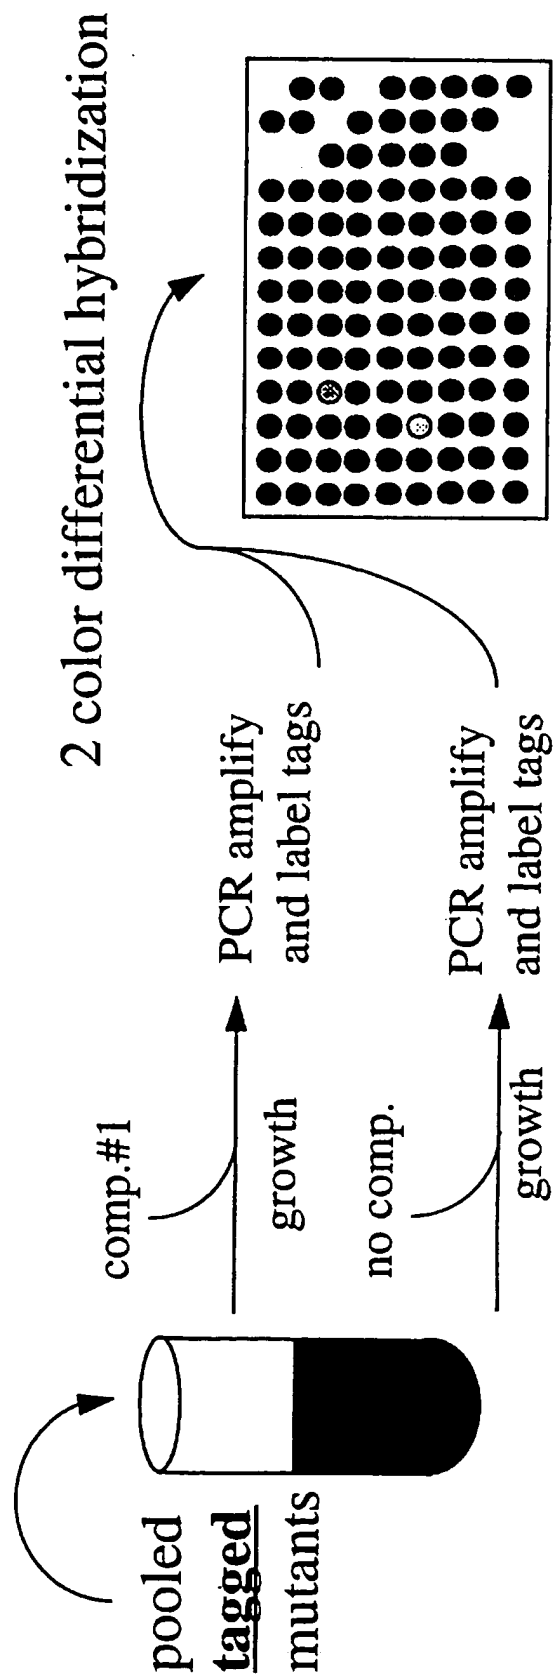 pooled
tagged
mutants
comp.#1
growth
no comp.
growth
PCR amplify
and label tags
PCR amplify
and label tags
2 color differential hybridization